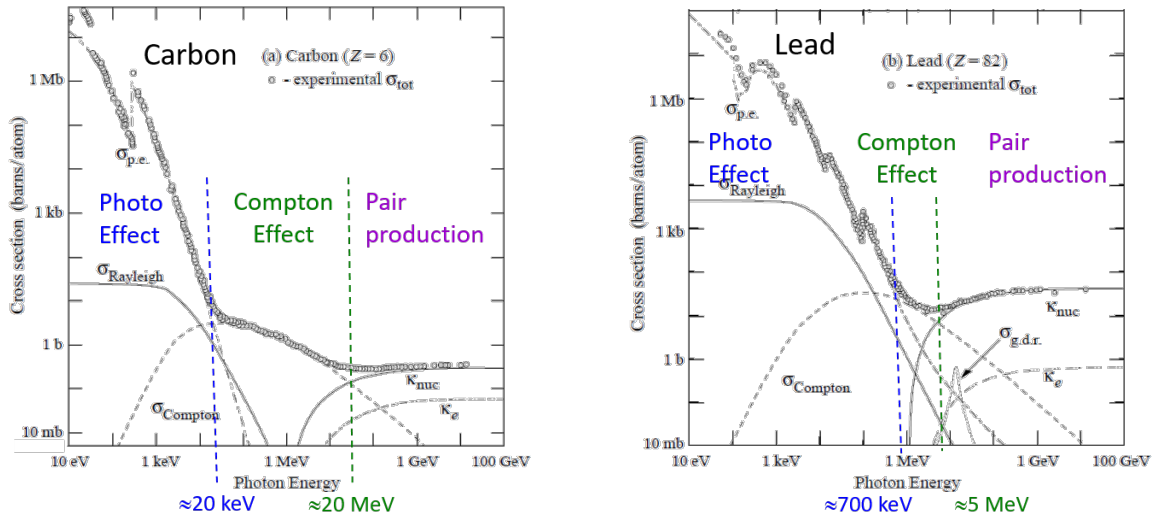 Carbon
(a) Carbon (Z = 6)
o - experimental σtot
1 Mb
σp.e.
Photo
Effect
Compton
Effect
Pair
production
Cross section (barns/atom)
1 kb
σRayleigh
1 b
κnuc
σCompton
κe
10 mb
10 eV
1 keV
1 MeV
1 GeV
100 GeV
Photon Energy
≈20 keV
≈20 MeV
Lead
(b) Lead (Z = 82)
o - experimental σtot
1 Mb
σp.e.
Photo
Effect
Compton
Effect
Pair
production
σRayleigh
Cross section (barns/atom)
1 kb
κnuc
σg.d.r.
1 b
κe
σCompton
10 mb
10 eV
1 keV
1 MeV
1 GeV
100 GeV
Photon Energy
≈700 keV
≈5 MeV